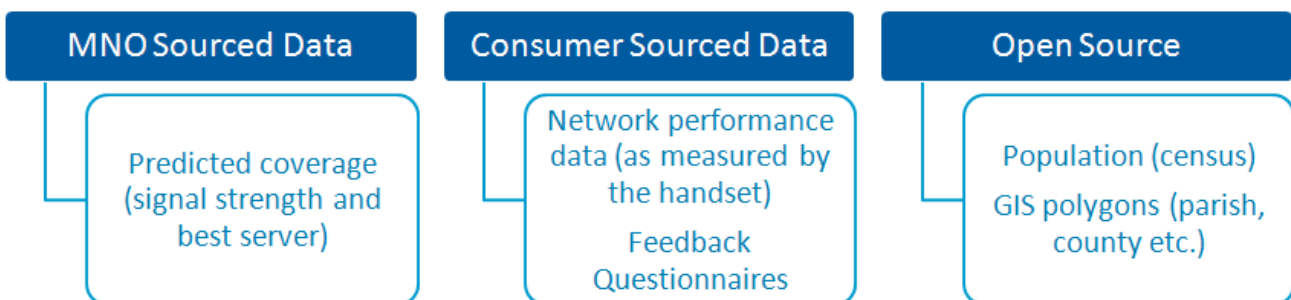 MNO Sourced Data
Predicted coverage
(signal strength and
best server)
Consumer Sourced Data
Network performance
data (as measured by
the handset)
Feedback
Questionnaires
Open Source
Population (census)
GIS polygons (parish,
county etc.)